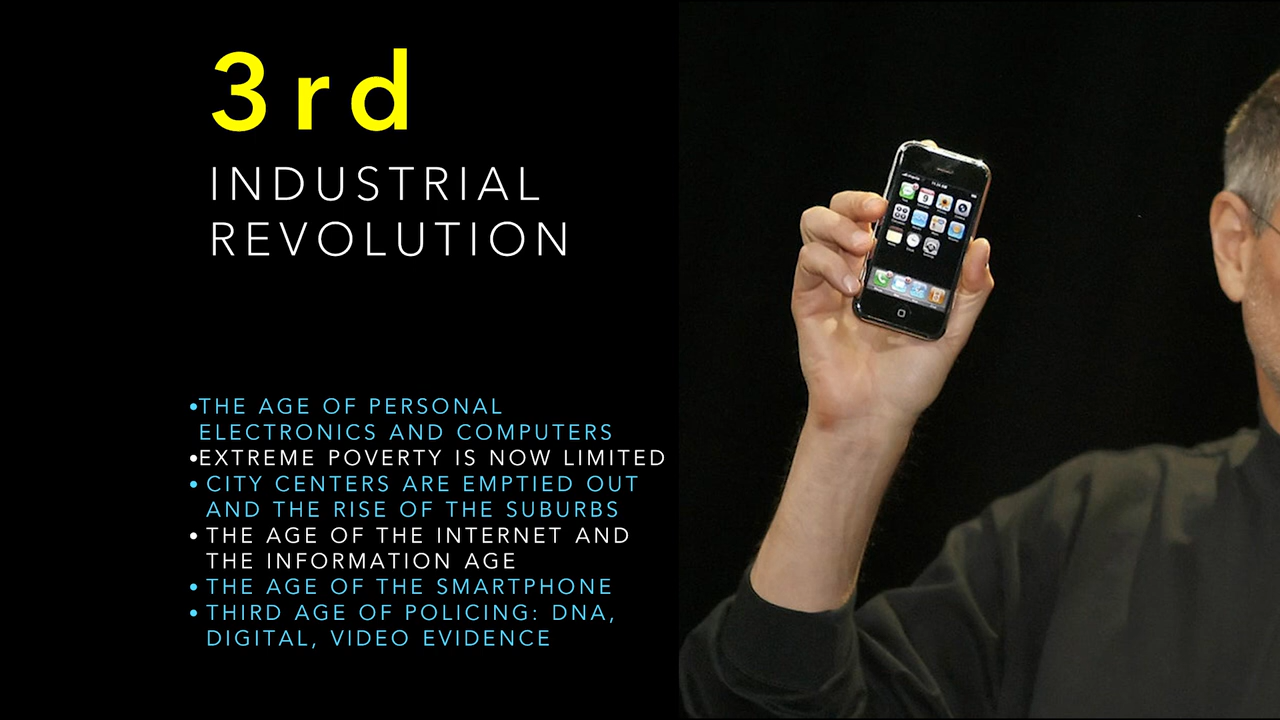 3rd
INDUSTRIAL
REVOLUTION
•THE AGE OF PERSONAL
ELECTRONICS AND COMPUTERS
•EXTREME POVERTY IS NOW LIMITED
• CITY CENTERS ARE EMPTIED OUT
AND THE RISE OF THE SUBURBS
• THE AGE OF THE INTERNET AND
THE INFORMATION AGE
• THE AGE OF THE SMARTPHONE
• THIRD AGE OF POLICING: DNA,
DIGITAL, VIDEO EVIDENCE